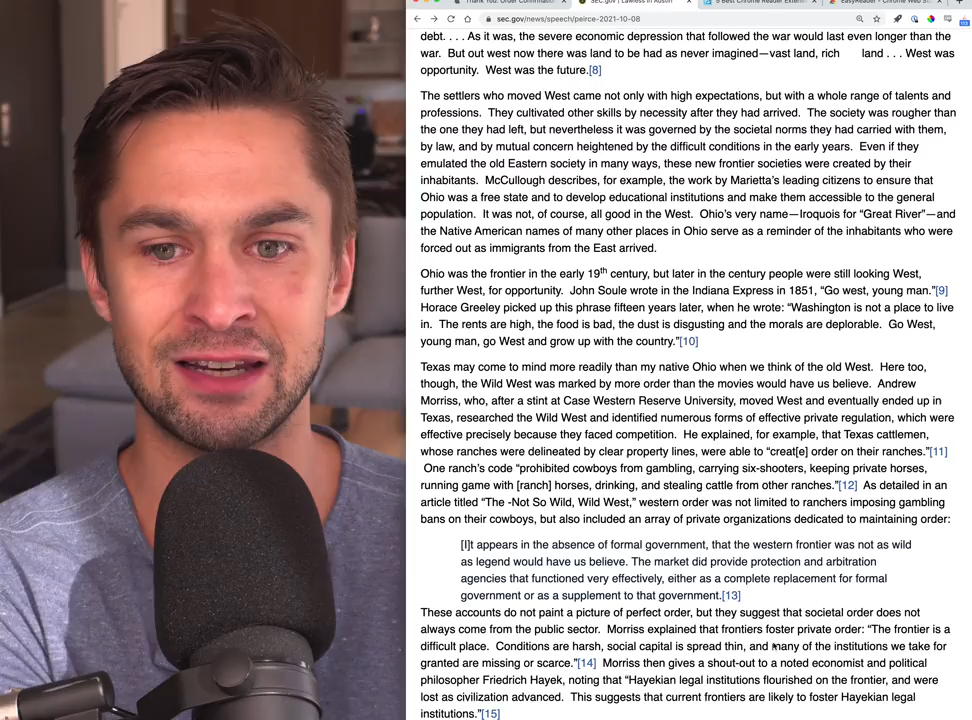 Thank You: Order Confirmation
SEC.gov | Lawless in Austin
5 Best Chrome Reader Extens
EasyReader - Chrome Web St
sec.gov/news/speech/peirce-2021-10-08
debt. . . . As it was, the severe economic depression that followed the war would last even longer than the
war.  But out west now there was land to be had as never imagined—vast land, rich land . . . West was
opportunity.  West was the future.[8]
The settlers who moved West came not only with high expectations, but with a whole range of talents and
professions.  They cultivated other skills by necessity after they had arrived.  The society was rougher than
the one they had left, but nevertheless it was governed by the societal norms they had carried with them,
by law, and by mutual concern heightened by the difficult conditions in the early years.  Even if they
emulated the old Eastern society in many ways, these new frontier societies were created by their
inhabitants.  McCullough describes, for example, the work by Marietta's leading citizens to ensure that
Ohio was a free state and to develop educational institutions and make them accessible to the general
population.  It was not, of course, all good in the West.  Ohio's very name—Iroquois for “Great River”—and
the Native American names of many other places in Ohio serve as a reminder of the inhabitants who were
forced out as immigrants from the East arrived.
Ohio was the frontier in the early 19th century, but later in the century people were still looking West,
further West, for opportunity.  John Soule wrote in the Indiana Express in 1851, “Go west, young man.”[9]
Horace Greeley picked up this phrase fifteen years later, when he wrote: “Washington is not a place to live
in.  The rents are high, the food is bad, the dust is disgusting and the morals are deplorable.  Go West,
young man, go West and grow up with the country.”[10]
Texas may come to mind more readily than my native Ohio when we think of the old West.  Here too,
though, the Wild West was marked by more order than the movies would have us believe.  Andrew
Morriss, who, after a stint at Case Western Reserve University, moved West and eventually ended up in
Texas, researched the Wild West and identified numerous forms of effective private regulation, which were
effective precisely because they faced competition.  He explained, for example, that Texas cattlemen,
whose ranches were delineated by clear property lines, were able to “creat[e] order on their ranches.”[11]
One ranch's code “prohibited cowboys from gambling, carrying six-shooters, keeping private horses,
running game with [ranch] horses, drinking, and stealing cattle from other ranches.”[12]  As detailed in an
article titled “The -Not So Wild, Wild West,” western order was not limited to ranchers imposing gambling
bans on their cowboys, but also included an array of private organizations dedicated to maintaining order:
[I]t appears in the absence of formal government, that the western frontier was not as wild
as legend would have us believe. The market did provide protection and arbitration
agencies that functioned very effectively, either as a complete replacement for formal
government or as a supplement to that government.[13]
These accounts do not paint a picture of perfect order, but they suggest that societal order does not
always come from the public sector.  Morriss explained that frontiers foster private order: “The frontier is a
difficult place.  Conditions are harsh, social capital is spread thin, and many of the institutions we take for
granted are missing or scarce.”[14]  Morriss then gives a shout-out to a noted economist and political
philosopher Friedrich Hayek, noting that “Hayekian legal institutions flourished on the frontier, and were
lost as civilization advanced.  This suggests that current frontiers are likely to foster Hayekian legal
institutions.”[15]